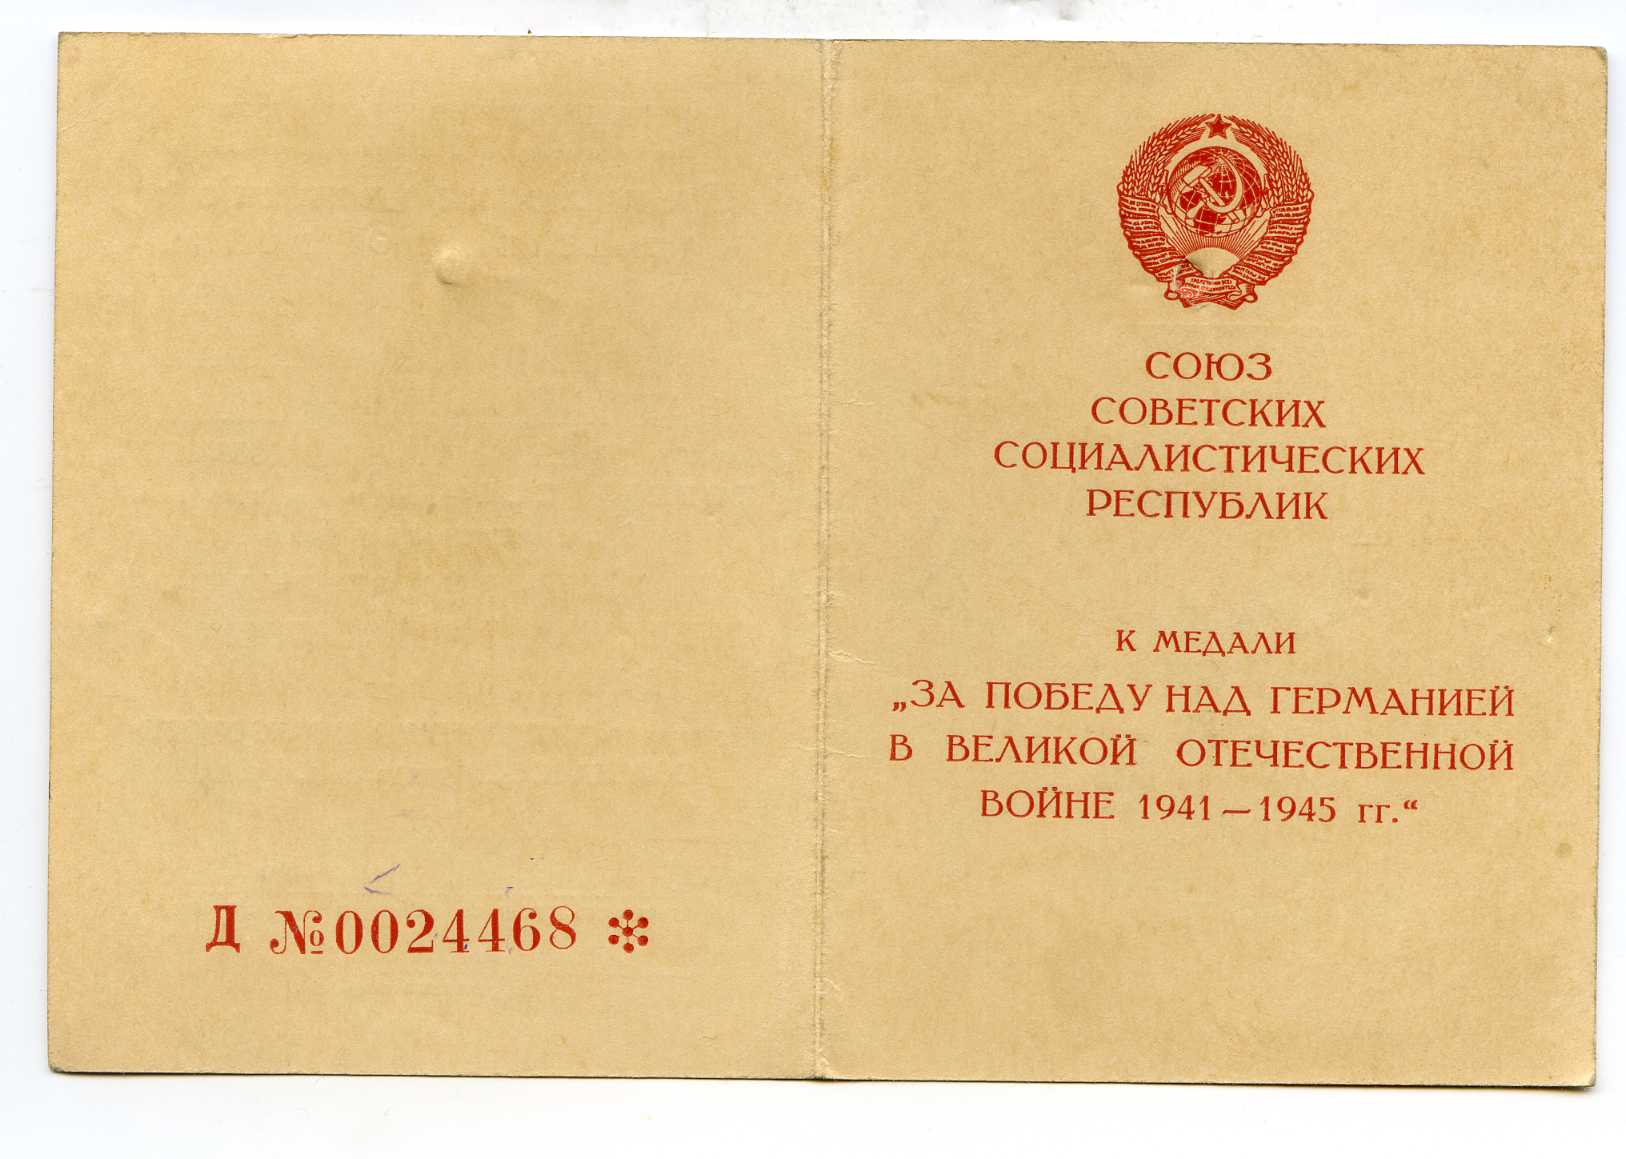 Д №0024468
СОЮЗ
СОВЕТСКИХ
СОЦИАЛИСТИЧЕСКИХ
РЕСПУБЛИК
К МЕДАЛИ
„ЗА ПОБЕДУ НАД ГЕРМАНИЕЙ
В ВЕЛИКОЙ ОТЕЧЕСТВЕННОЙ
ВОЙНЕ 1941—1945 гг.“